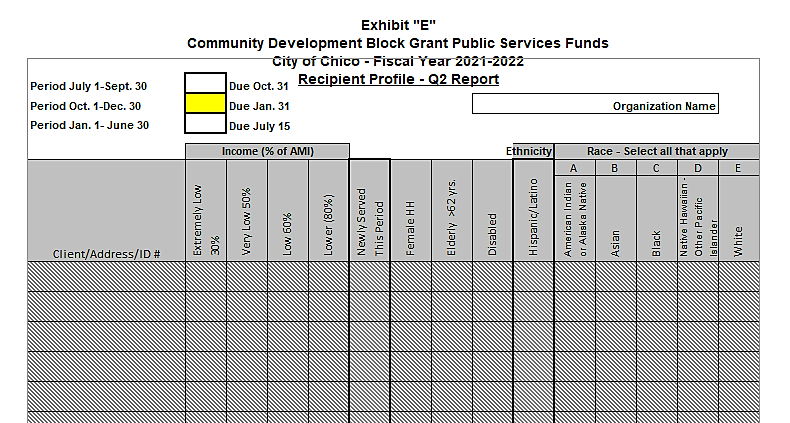 Exhibit "E"
Community Development Block Grant Public Services Funds
City of Chico - Fiscal Year 2021-2022
Recipient Profile - Q2 Report
Period July 1-Sept. 30 Due Oct. 31
Period Oct. 1-Dec. 30 Due Jan. 31
Organization Name
Period Jan. 1- June 30 Due July 15
Income (% of AMI) Ethnicity Race - Select all that apply
A B C D E
Client/Address/ID #
Extremely Low
30%
Very Low 50%
Low 60%
Lower (80%)
Newly Served
This Period
Female HH
Elderly >62 yrs.
Disabled
Hispanic/Latino
American Indian
or Alaska Native
Asian
Black
Native Hawaiian -
Other Pacific
Islander
White